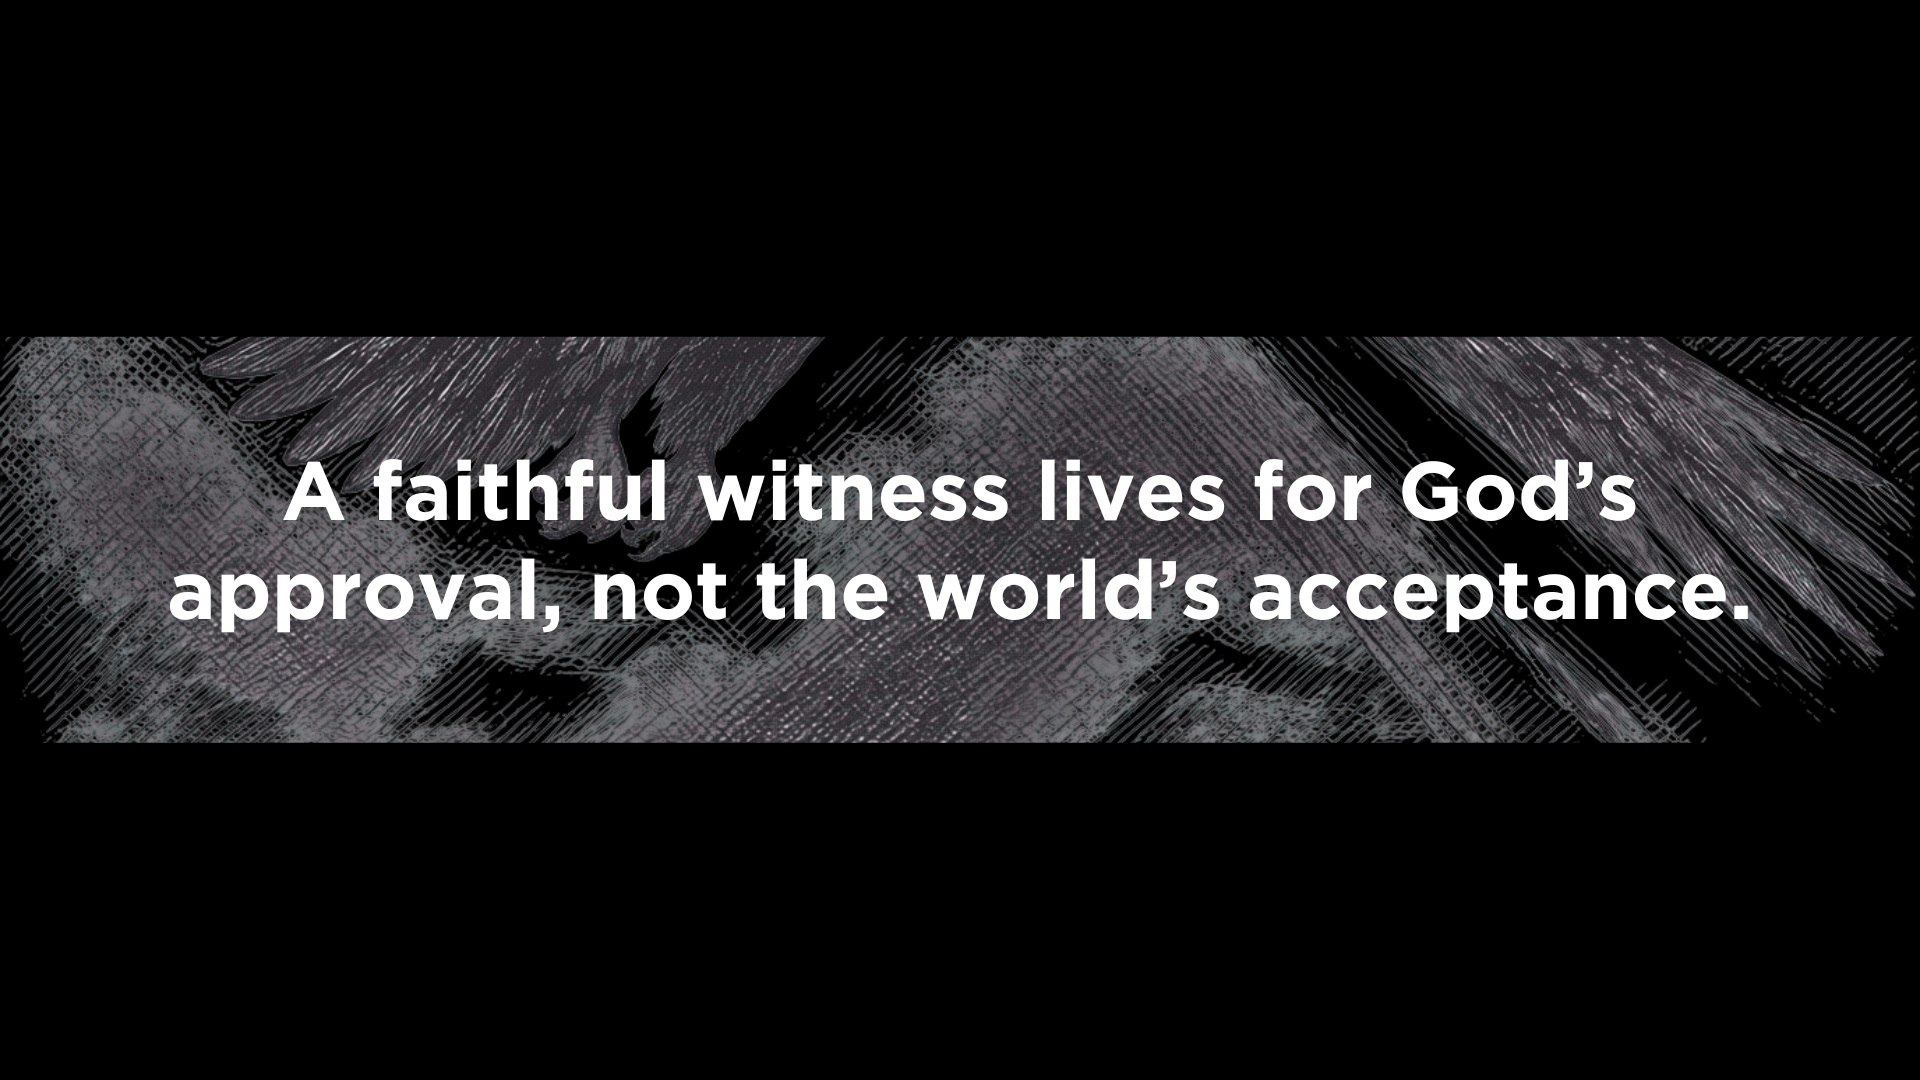 A faithful witness lives for God’s
approval, not the world’s acceptance.